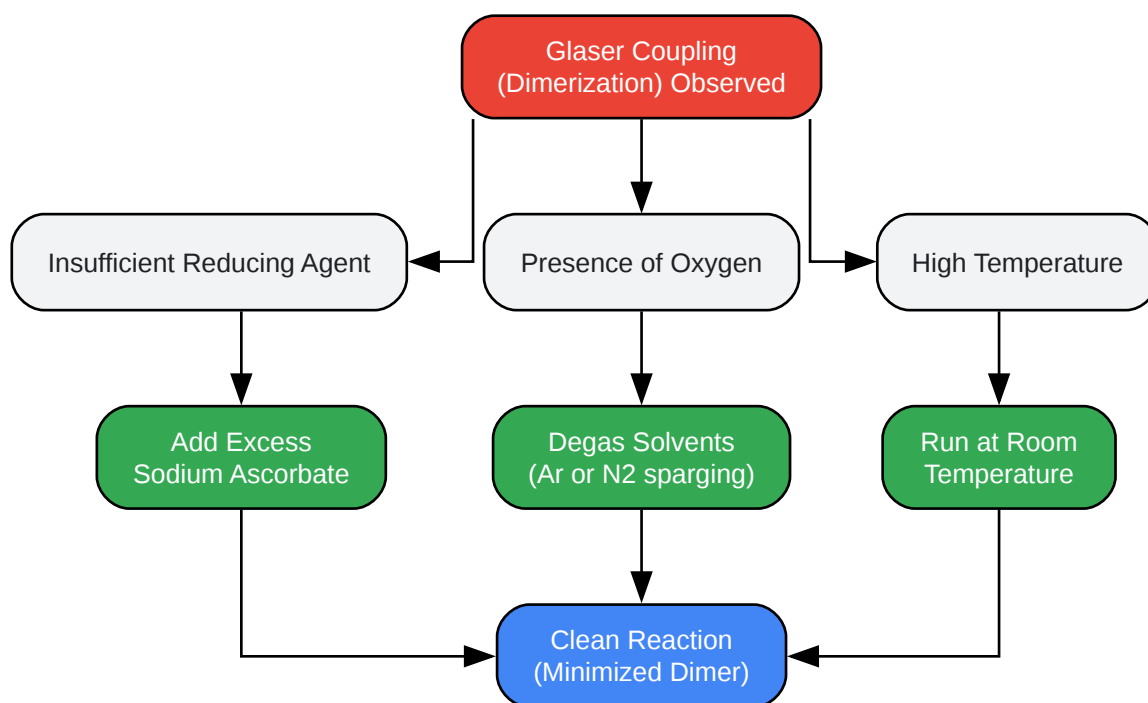 Glaser Coupling
(Dimerization) Observed
Insufficient Reducing Agent
Presence of Oxygen
High Temperature
Add Excess
Sodium Ascorbate
Degas Solvents
(Ar or N2 sparging)
Run at Room
Temperature
Clean Reaction
(Minimized Dimer)